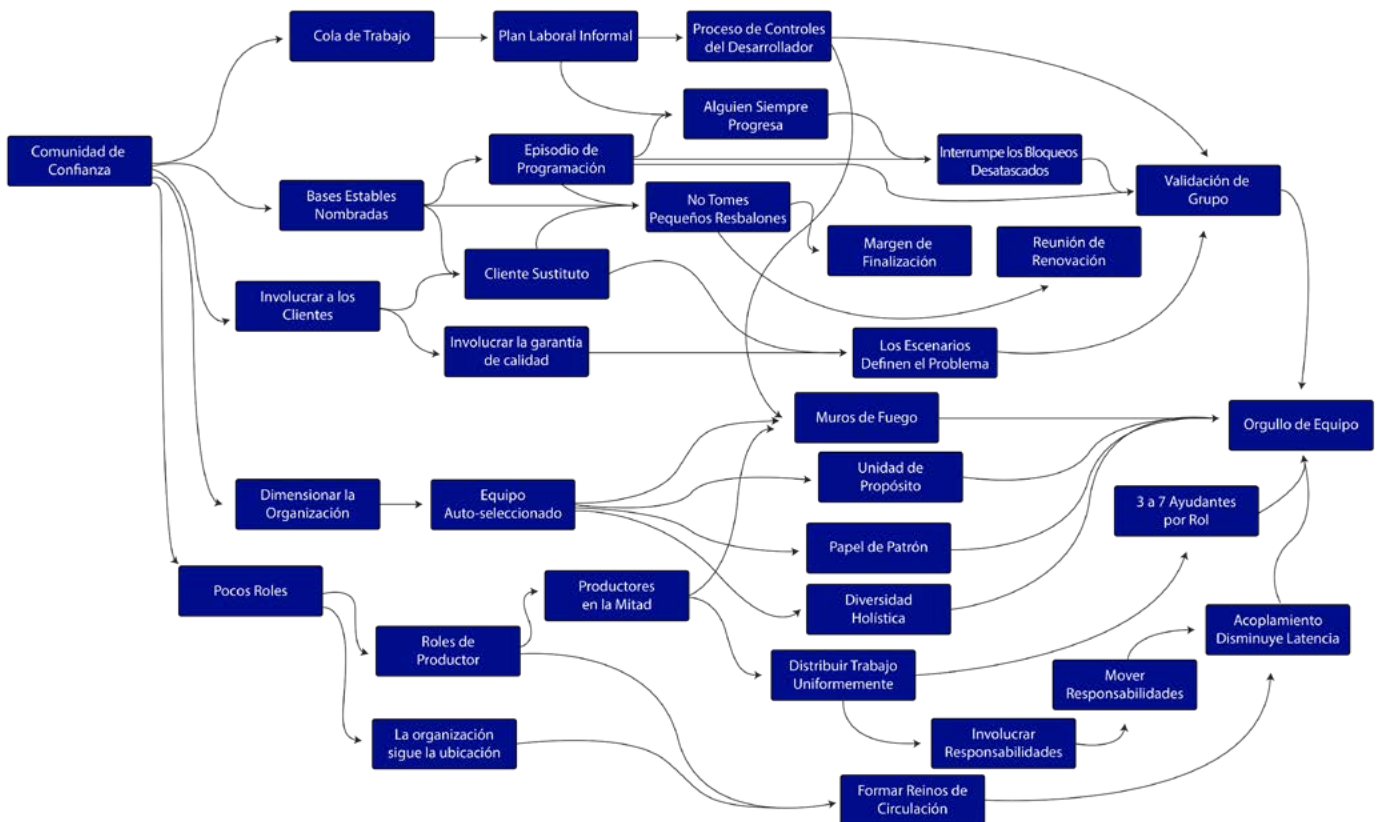 Cola de Trabajo
Plan Laboral Informal
Proceso de Controles
del Desarrollador
Alguien Siempre
Progresa
Comunidad de
Confianza
Episodio de
Programación
Interrumpe los Bloqueos
Desatascados
Validación de
Grupo
Bases Estables
Nombradas
No Tomes
Pequeños Resbalones
Margen de
Finalización
Reunión de
Renovación
Cliente Sustituto
Involucrar a los
Clientes
Involucrar la garantía
de calidad
Los Escenarios
Definen el Problema
Muros de Fuego
Orgullo de Equipo
Unidad de
Propósito
Dimensionar la
Organización
Equipo
Auto-seleccionado
3 a 7 Ayudantes
por Rol
Papel de Patrón
Pocos Roles
Productores
en la Mitad
Diversidad
Holística
Acoplamiento
Disminuye Latencia
Roles de
Productor
Distribuir Trabajo
Uniformemente
Mover
Responsabilidades
La organización
sigue la ubicación
Involucrar
Responsabilidades
Formar Reinos de
Circulación